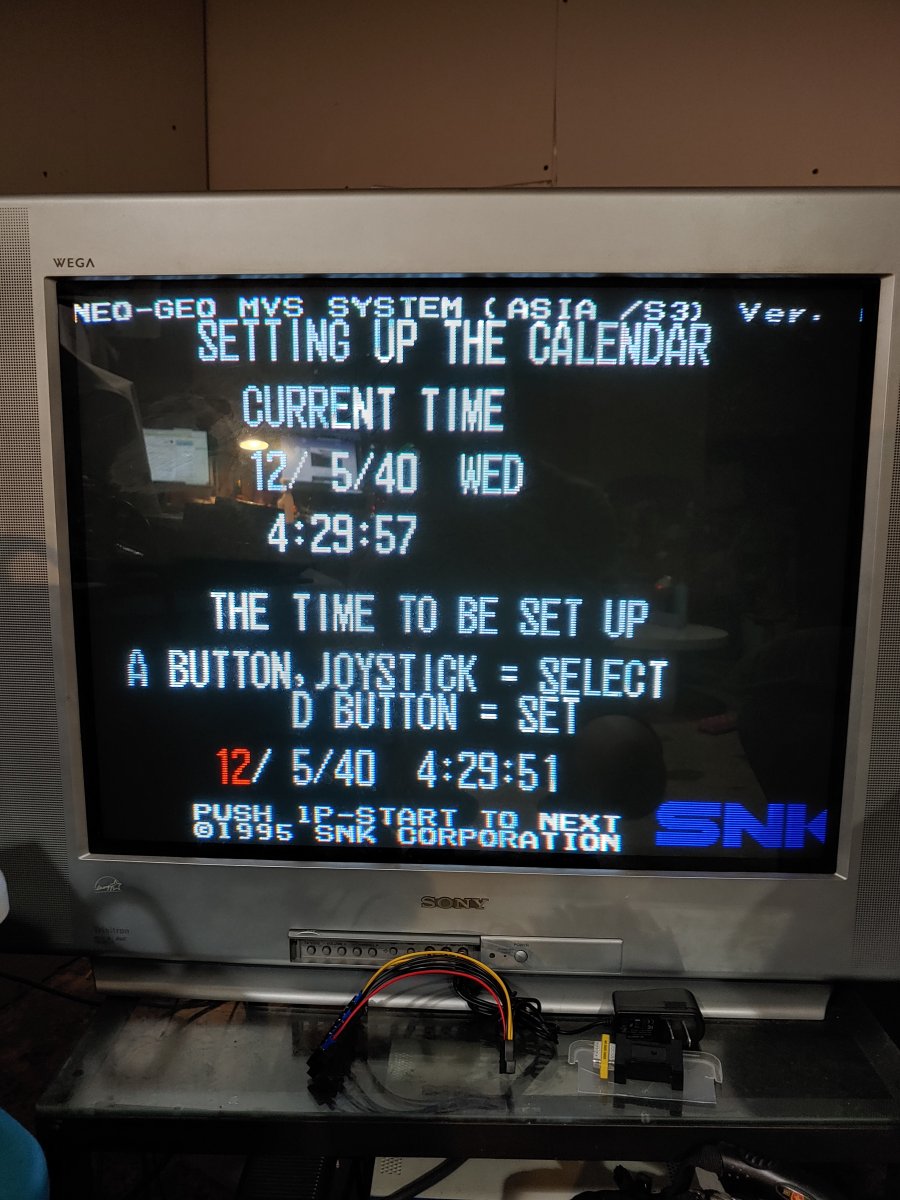 WEGA
NEO-GEO MVS SYSTEM (ASIA /S3) Ver.
SETTING UP THE CALENDAR
CURRENT TIME
12/ 5/40 WED
4:29:57
THE TIME TO BE SET UP
A BUTTON,JOYSTICK = SELECT
D BUTTON = SET
12/ 5/40 4:29:51
PUSH 1P-START TO NEXT
©1995 SNK CORPORATION
SNK
SONY
Trinitron
POWER